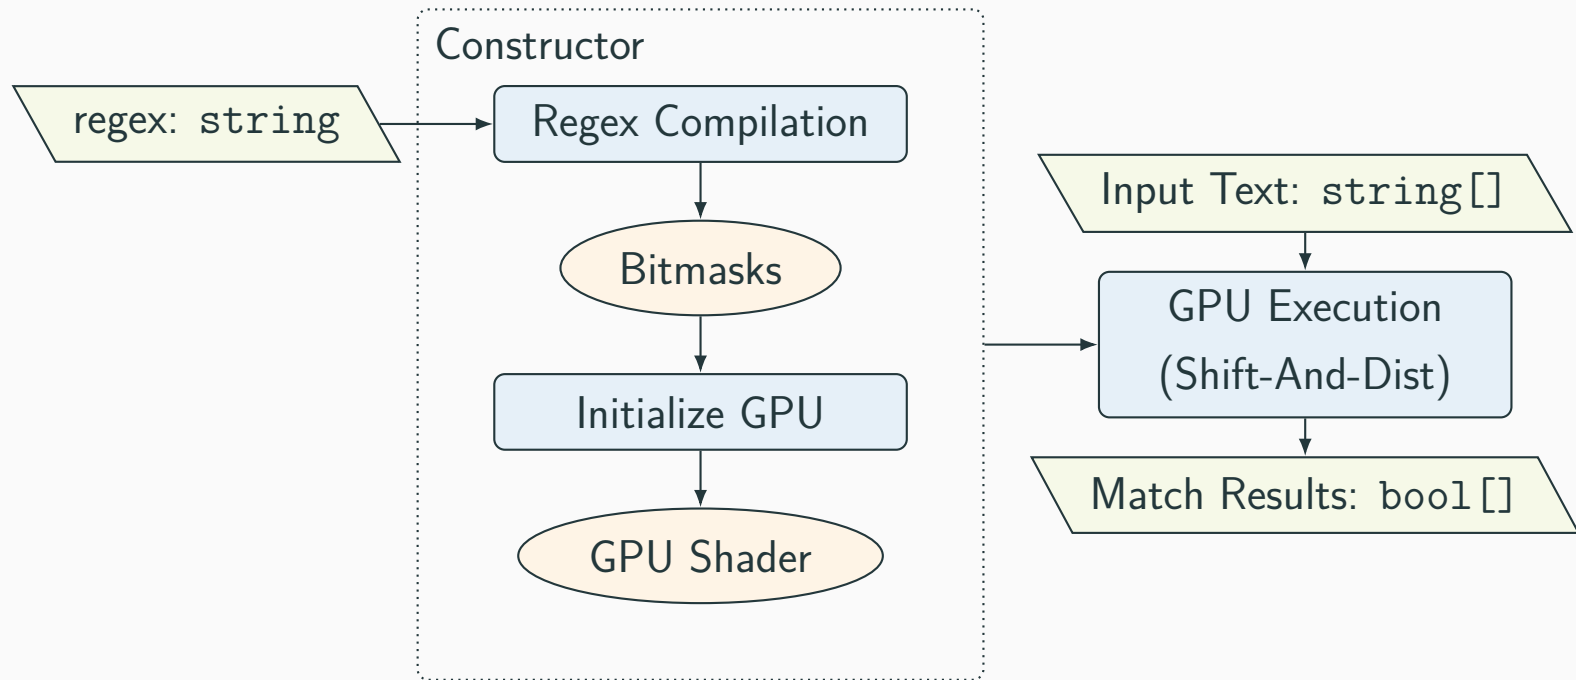 Constructor
regex: string
Regex Compilation
Bitmasks
Initialize GPU
GPU Shader
Input Text: string[]
GPU Execution
(Shift-And-Dist)
Match Results: bool[]